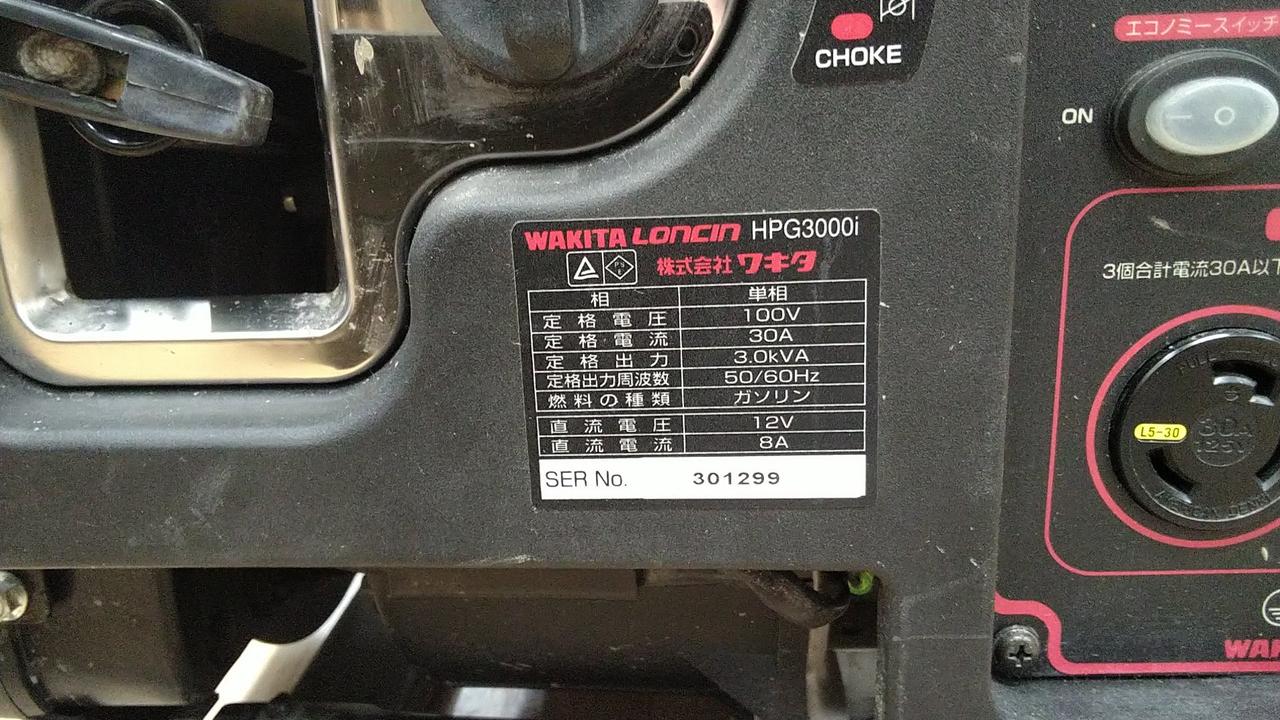 CHOKE
エコノミースイッチ
ON
WAKITA LONCIN HPG3000i
株式会社 ワキタ
相 単相
定格電圧 100V
定格電流 30A
定格出力 3.0kVA
定格出力周波数 50/60Hz
燃料の種類 ガソリン
直流電圧 12V
直流電流 8A
SER No. 301299
3個合計電流30A以下
L5-30
30A
125V